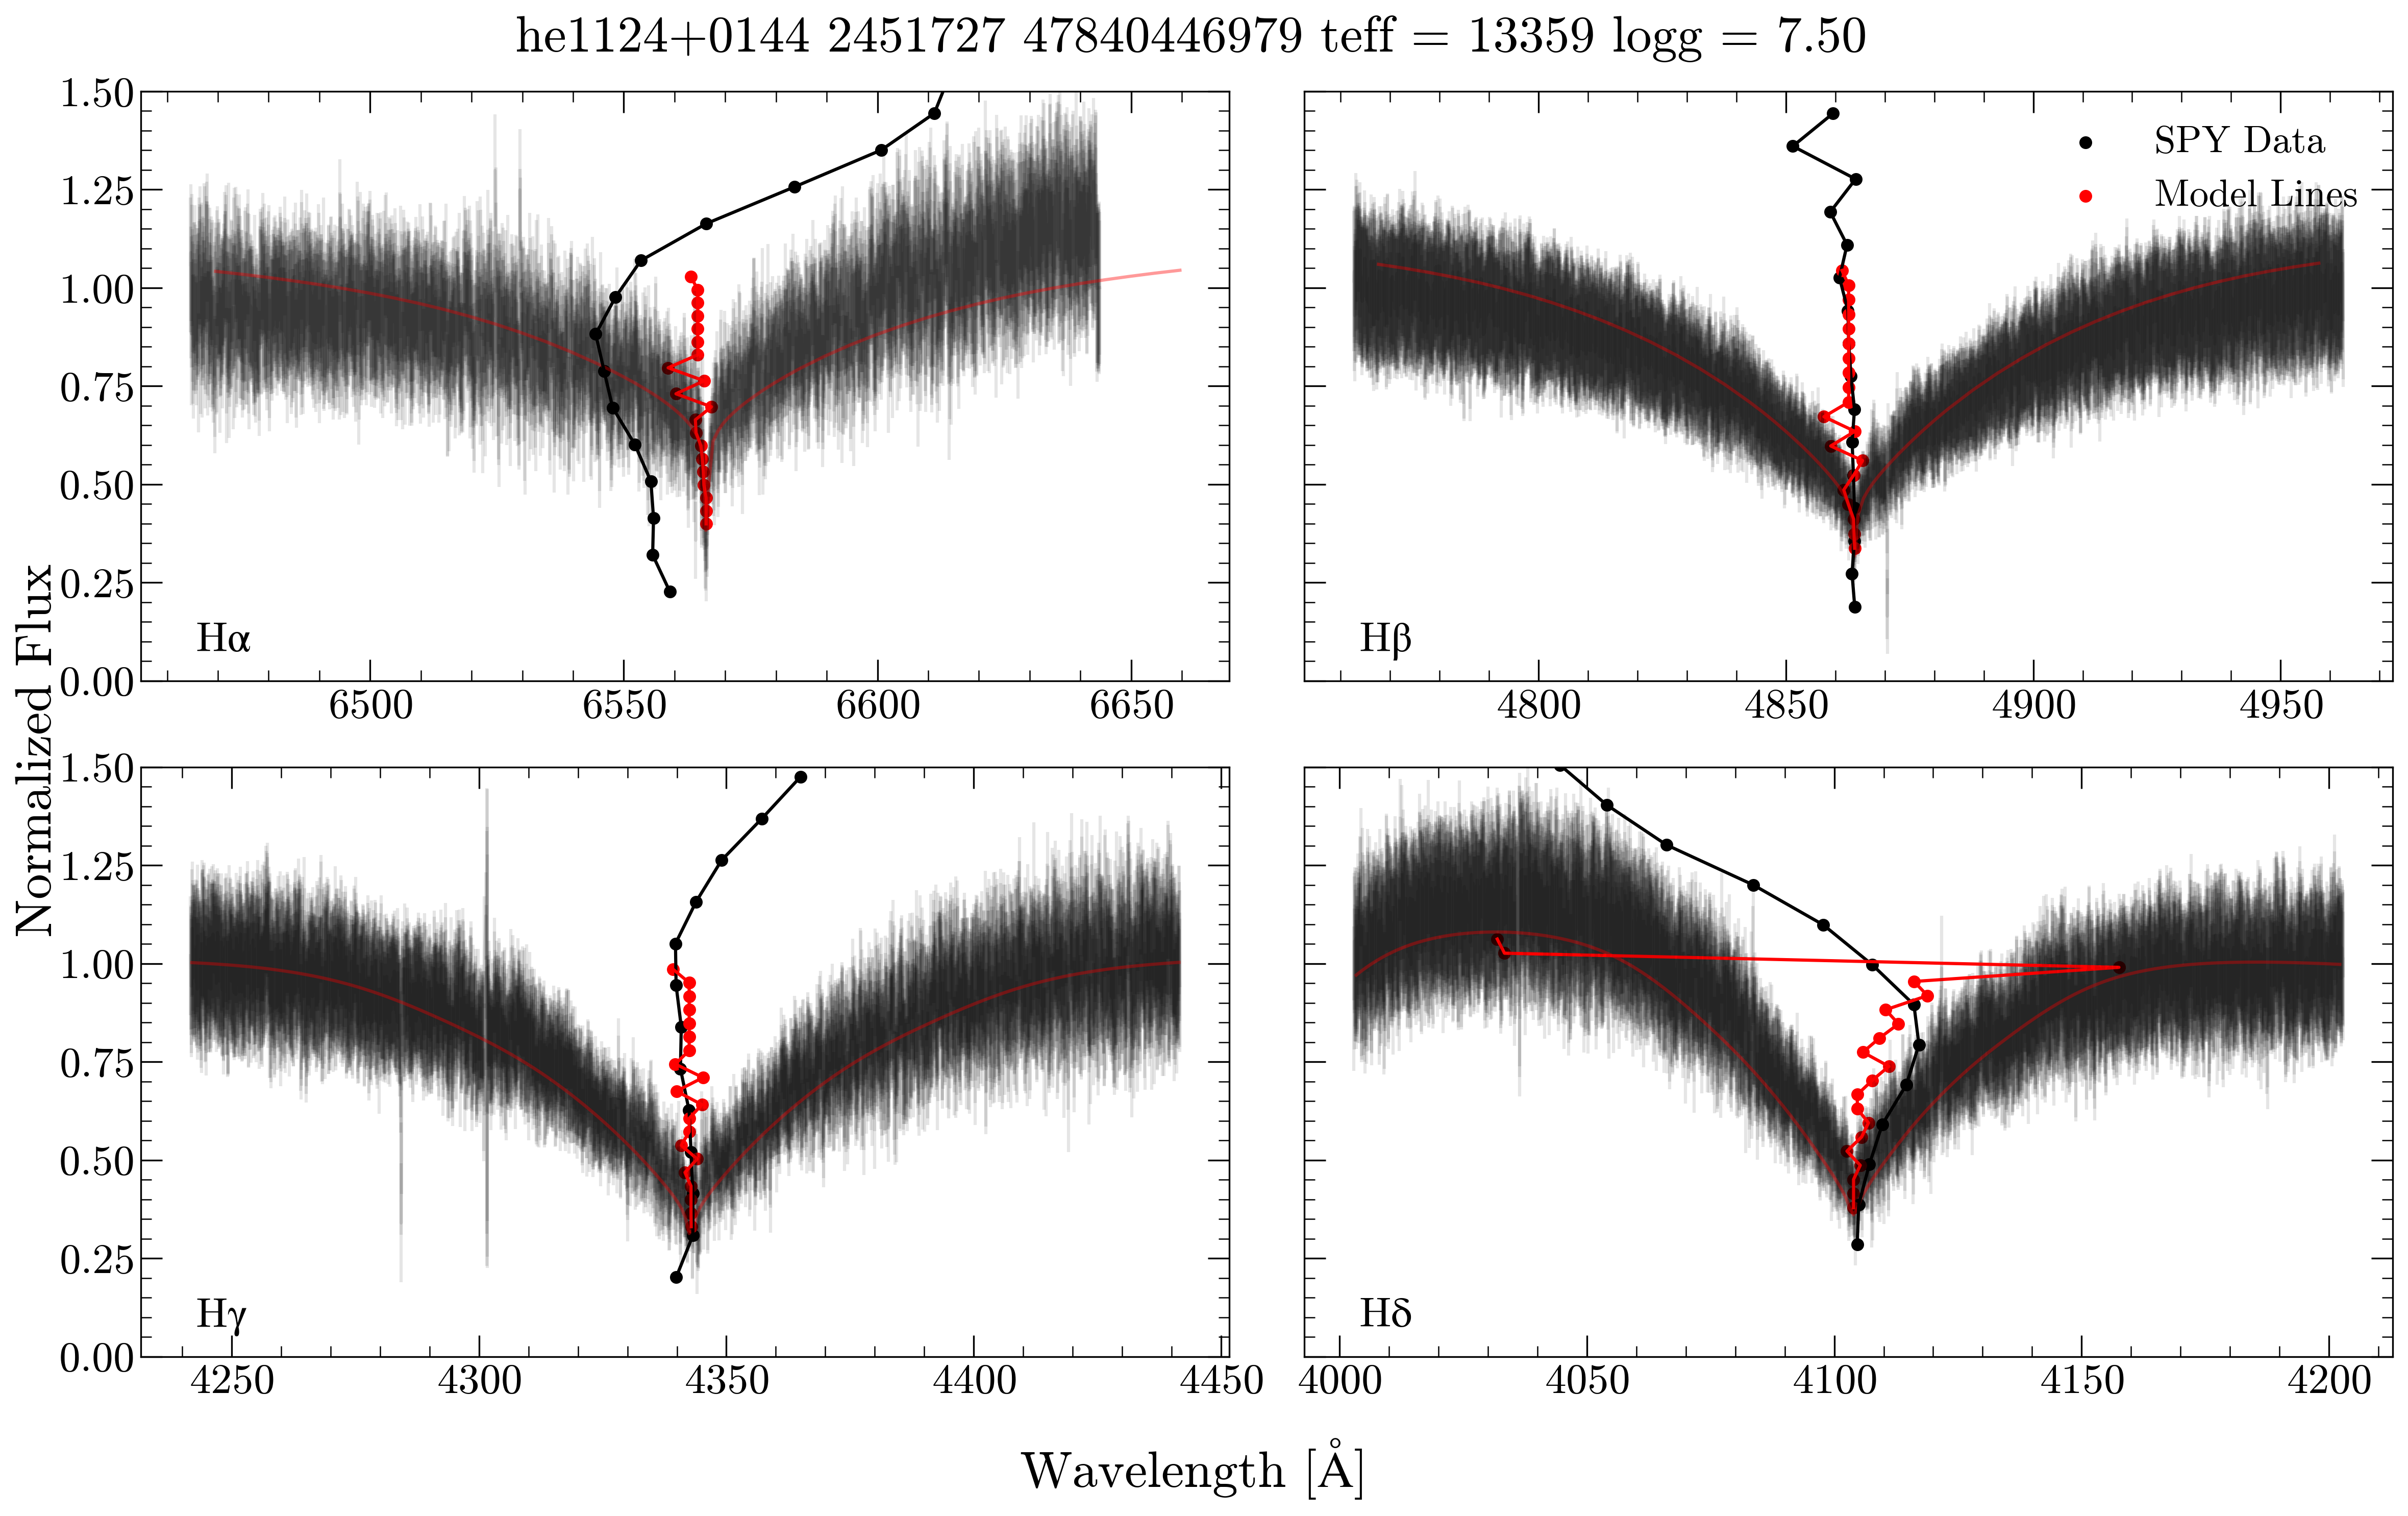 he1124+0144 2451727 47840446979 teff = 13359 logg = 7.50
Normalized Flux
1.50
1.25
1.00
0.75
0.50
0.25
0.00
Hα
6500 6550 6600 6650
SPY Data
Model Lines
Hβ
4800 4850 4900 4950
1.50
1.25
1.00
0.75
0.50
0.25
0.00
Hγ
4250 4300 4350 4400 4450
Hδ
4000 4050 4100 4150 4200
Wavelength [Å]